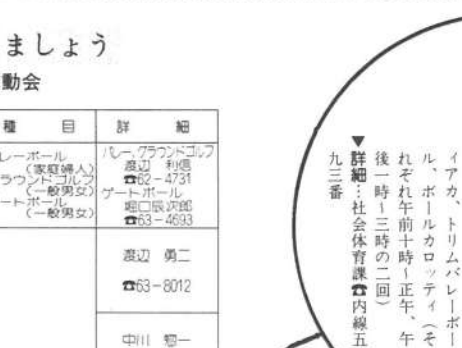 ましょう
動会
種 目
詳 細
レーボール
(家庭婦人)
ラウンドゴルフ
(一般男女)
ートボール
(一般男女)
バレー、グラウンドゴルフ
渡辺 利信
☎62-4731
ゲートボール
堀口辰次郎
☎63-4693
渡辺 勇二
☎63-8012
中川 惣一
ィアカ、トリムバレーボー
ル、ボールカロッティ(そ
れぞれ午前十時~正午、午
後一時~三時の二回)
▼詳細…社会体育課☎内線五
九三番